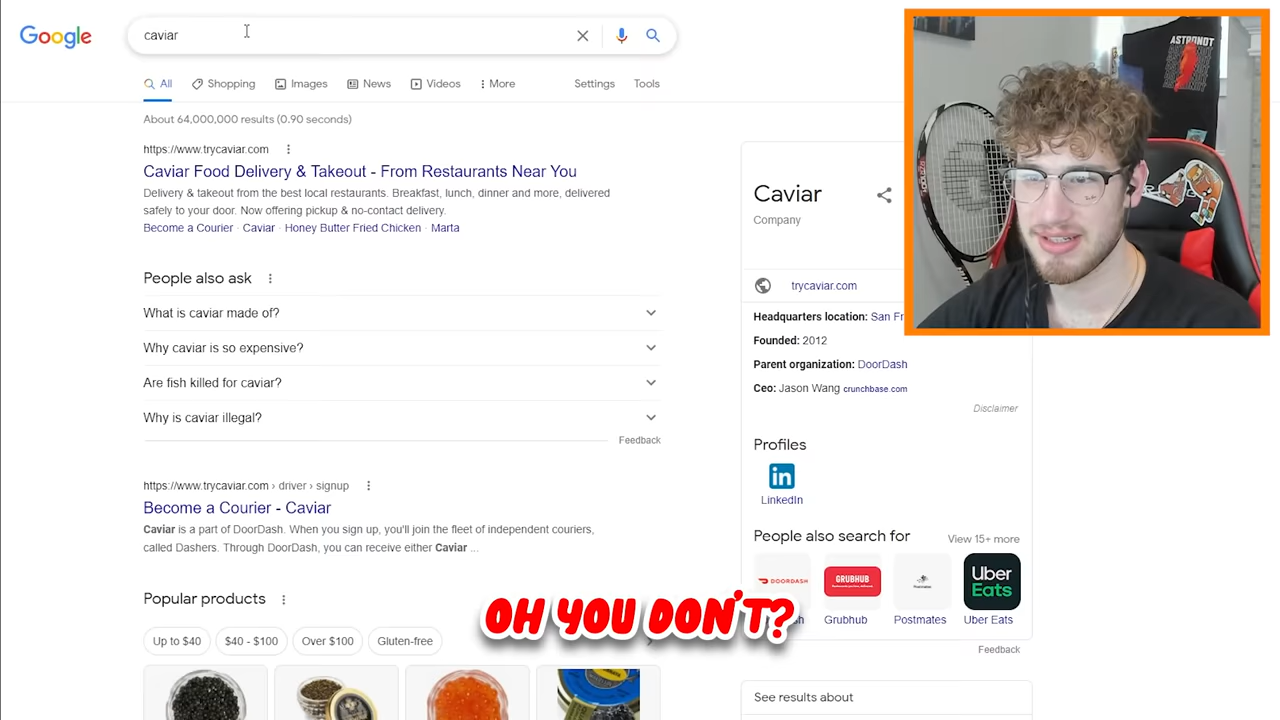 Google
caviar
All
Shopping
Images
News
Videos
More
Settings
Tools
About 64,000,000 results (0.90 seconds)
https://www.trycaviar.com
Caviar Food Delivery & Takeout - From Restaurants Near You
Delivery & takeout from the best local restaurants. Breakfast, lunch, dinner and more, delivered
safely to your door. Now offering pickup & no-contact delivery.
Become a Courier · Caviar · Honey Butter Fried Chicken · Marta
People also ask
What is caviar made of?
Why caviar is so expensive?
Are fish killed for caviar?
Why is caviar illegal?
Feedback
https://www.trycaviar.com › driver › signup
Become a Courier - Caviar
Caviar is a part of DoorDash. When you sign up, you'll join the fleet of independent couriers,
called Dashers. Through DoorDash, you can receive either Caviar ...
Popular products
Up to $40
$40 - $100
Over $100
Gluten-free
Caviar
Company
trycaviar.com
Headquarters location: San Fr
Founded: 2012
Parent organization: DoorDash
Ceo: Jason Wang crunchbase.com
Disclaimer
Profiles
LinkedIn
People also search for
View 15+ more
DOORDASH
GRUBHUB
Uber
Eats
Grubhub
Postmates
Uber Eats
Feedback
See results about
ASTRONOT
OH YOU DON'T?